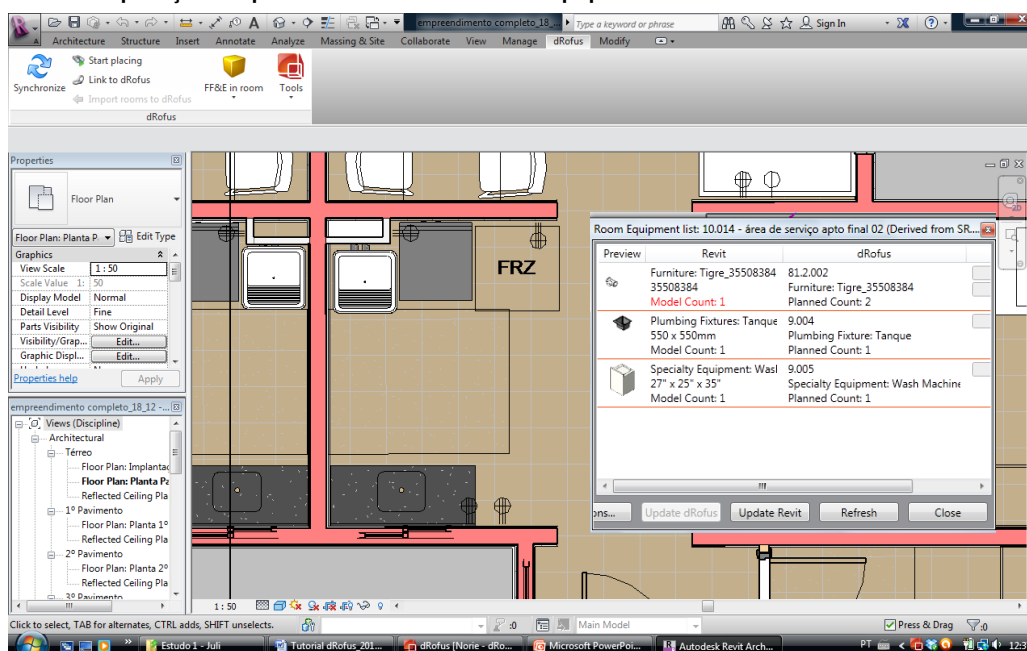 empreendimento completo_18_...
Type a keyword or phrase
Sign In
Architecture Structure Insert Annotate Analyze Massing & Site Collaborate View Manage dRofus Modify
Synchronize
Start placing
Link to dRofus
Import rooms to dRofus
FF&E in room
Tools
dRofus
Properties
Floor Plan
Floor Plan: Planta P.
Edit Type
Graphics
View Scale 1 : 50
Scale Value 1: 50
Display Model Normal
Detail Level Fine
Parts Visibility Show Original
Visibility/Grap... Edit...
Graphic Displ... Edit...
Properties help
Apply
empreendimento completo_18_12 -...
Views (Discipline)
Architectural
Térreo
Floor Plan: Implantaç
Floor Plan: Planta Pa
Reflected Ceiling Pla
1º Pavimento
Floor Plan: Planta 1º
Reflected Ceiling Pla
2º Pavimento
Floor Plan: Planta 2º
Reflected Ceiling Pla
3º Pavimento
FRZ
2D
Room Equipment list: 10.014 - área de serviço apto final 02 (Derived from SR....
Preview Revit dRofus
Furniture: Tigre_35508384 81.2.002
35508384 Furniture: Tigre_35508384
Model Count: 1 Planned Count: 2
Plumbing Fixtures: Tanque 9.004
550 x 550mm Plumbing Fixture: Tanque
Model Count: 1 Planned Count: 1
Specialty Equipment: Wasl 9.005
27" x 25" x 35" Specialty Equipment: Wash Machine
Model Count: 1 Planned Count: 1
ons... Update dRofus Update Revit Refresh Close
1 : 50
Click to select, TAB for alternates, CTRL adds, SHIFT unselects.
:0
Main Model
Press & Drag
:0
Estudo 1 - Juli
Tutorial dRofus_201...
dRofus [Norie - dRo...
Microsoft PowerPoi...
Autodesk Revit Arch...
PT
12:3